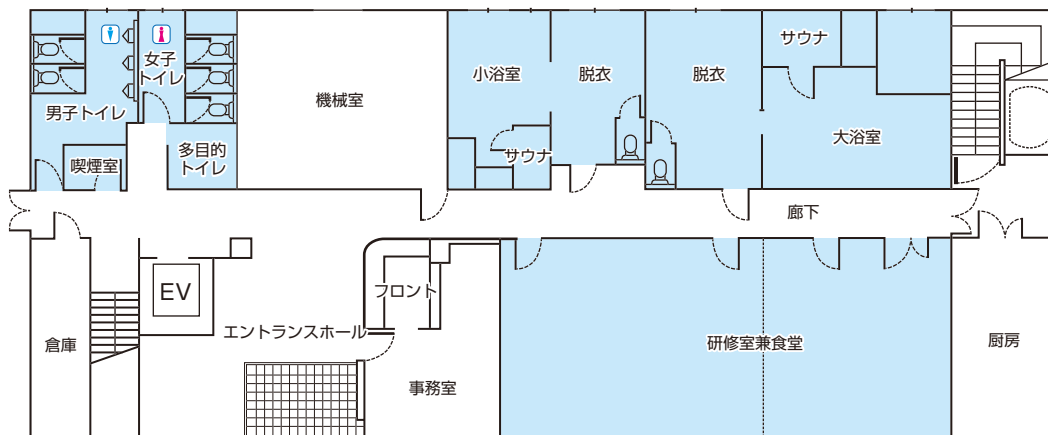 女子
トイレ
男子トイレ
喫煙室
多目的
トイレ
機械室
小浴室
脱衣
サウナ
脱衣
サウナ
大浴室
廊下
倉庫
EV
エントランスホール
フロント
事務室
研修室兼食堂
厨房